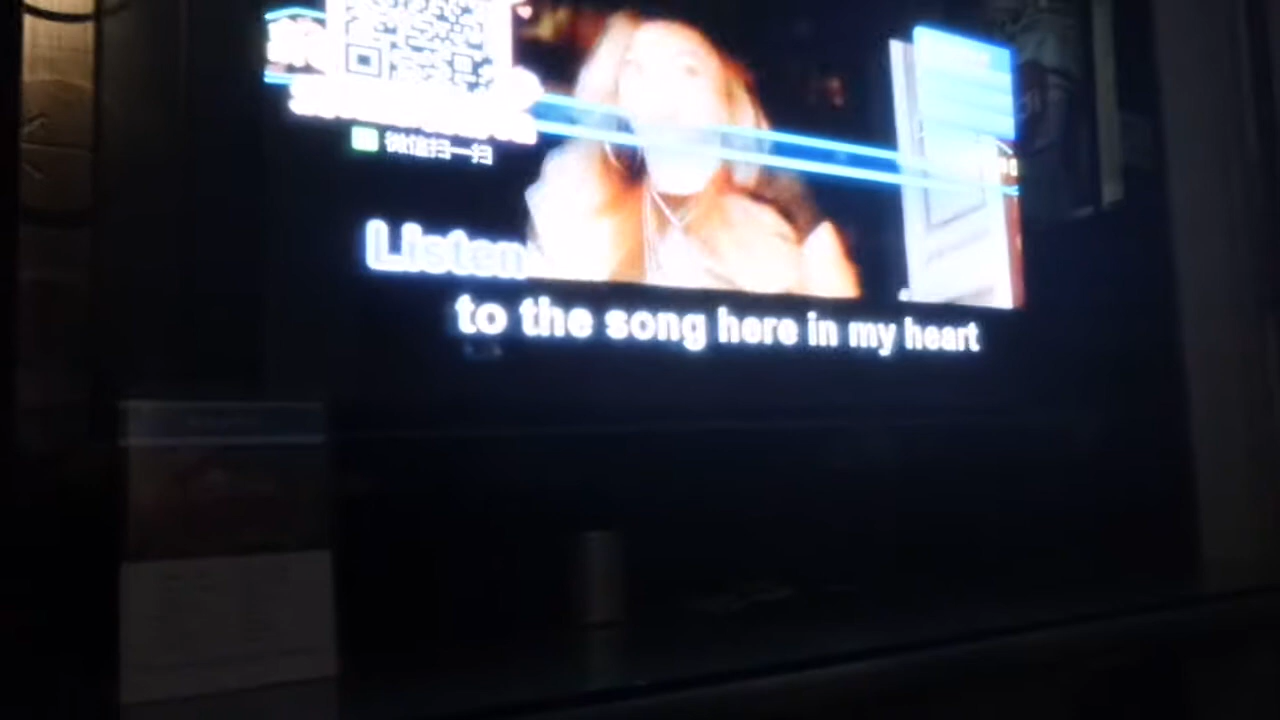 微信扫一扫
Listen
to the song here in my heart